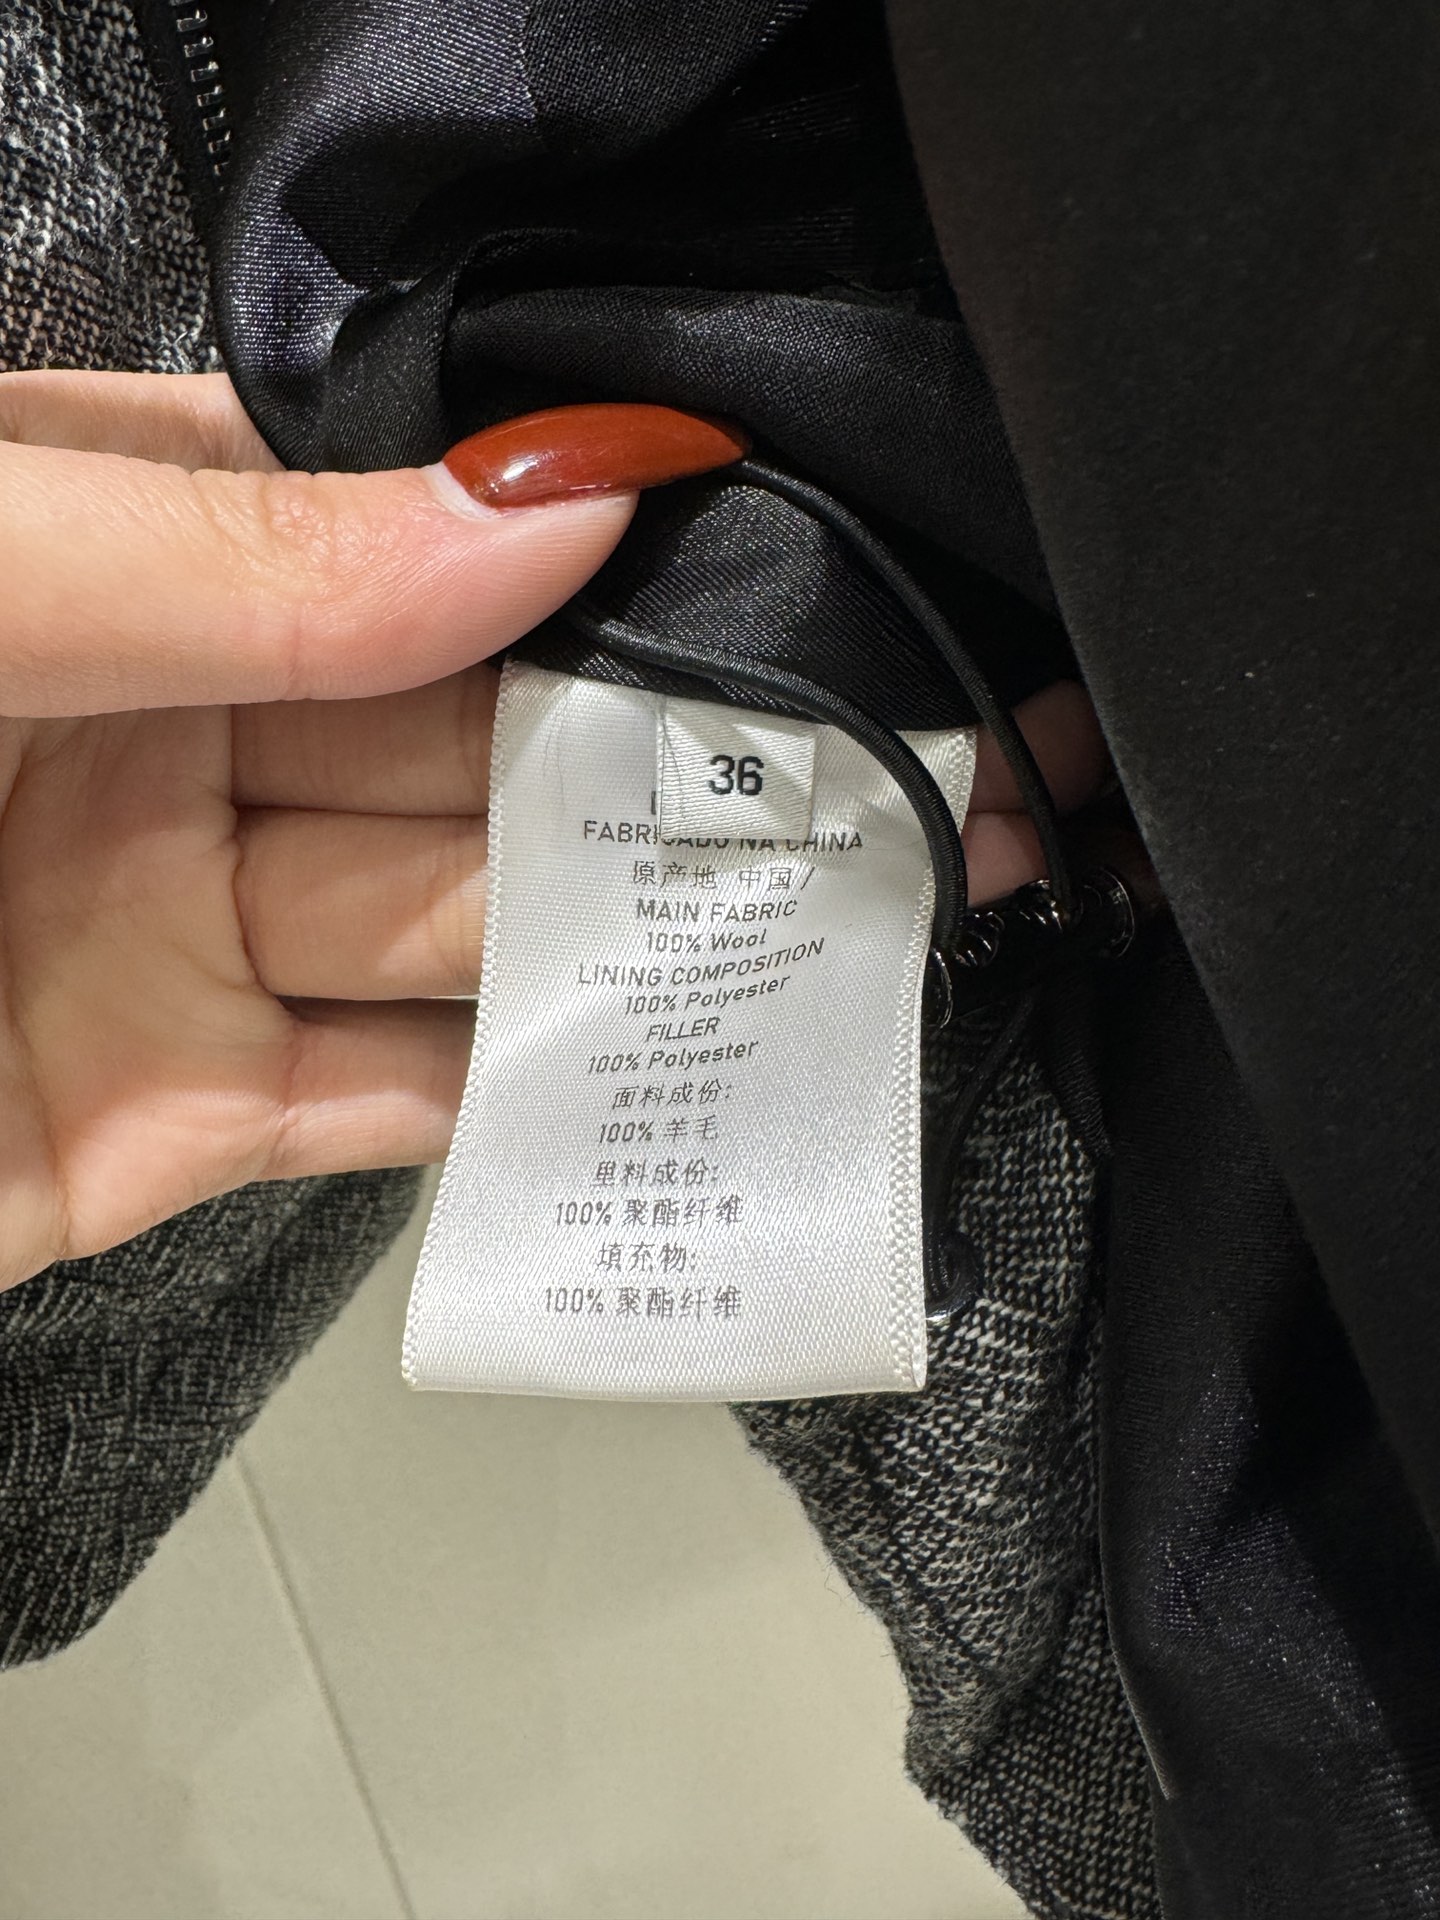 36
FABRICADO NA CHINA
原产地 中国/
MAIN FABRIC
100% Wool
LINING COMPOSITION
100% Polyester
FILLER
100% Polyester
面料成份:
100% 羊毛
里料成份:
100% 聚酯纤维
填充物:
100% 聚酯纤维